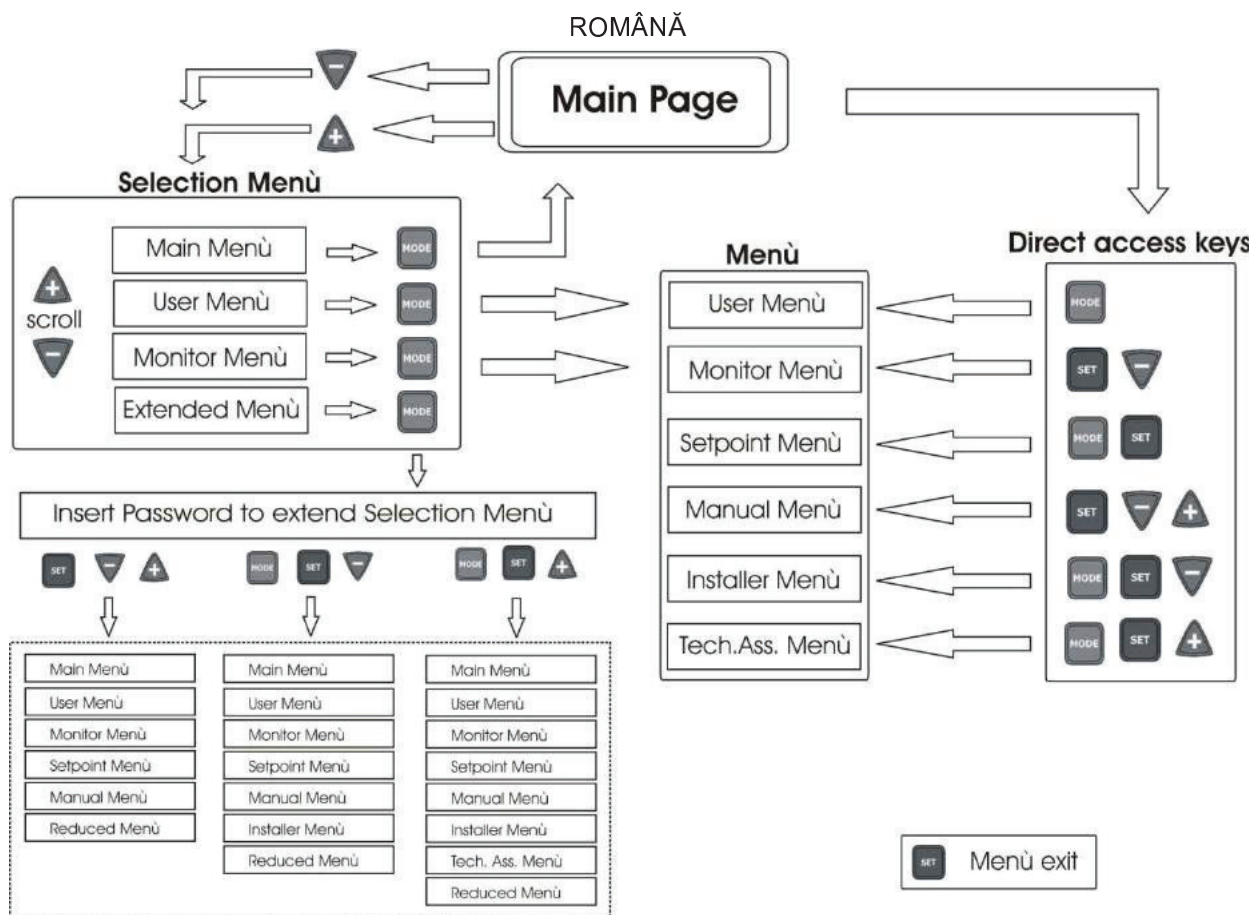 ROMÂNĂ
Main Page
−
+
Selection Menù
+
scroll
−
Main Menù
MODE
User Menù
MODE
Monitor Menù
MODE
Extended Menù
MODE
Insert Password to extend Selection Menù
SET − +
MODE SET −
MODE SET +
Main Menù
User Menù
Monitor Menù
Setpoint Menù
Manual Menù
Reduced Menù
Main Menù
User Menù
Monitor Menù
Setpoint Menù
Manual Menù
Installer Menù
Reduced Menù
Main Menù
User Menù
Monitor Menù
Setpoint Menù
Manual Menù
Installer Menù
Tech. Ass. Menù
Reduced Menù
Menù
User Menù
Monitor Menù
Setpoint Menù
Manual Menù
Installer Menù
Tech.Ass. Menù
Direct access keys
MODE
SET −
MODE SET
SET − +
MODE SET −
MODE SET +
SET Menù exit